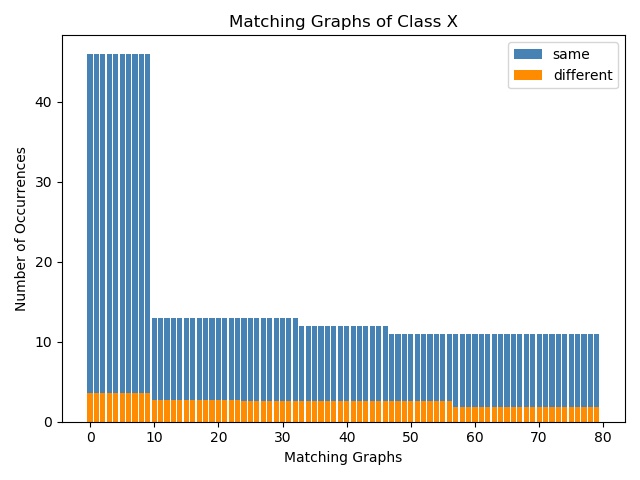 Matching Graphs of Class X
same
different
Number of Occurrences
40
30
20
10
0
0 10 20 30 40 50 60 70 80
Matching Graphs